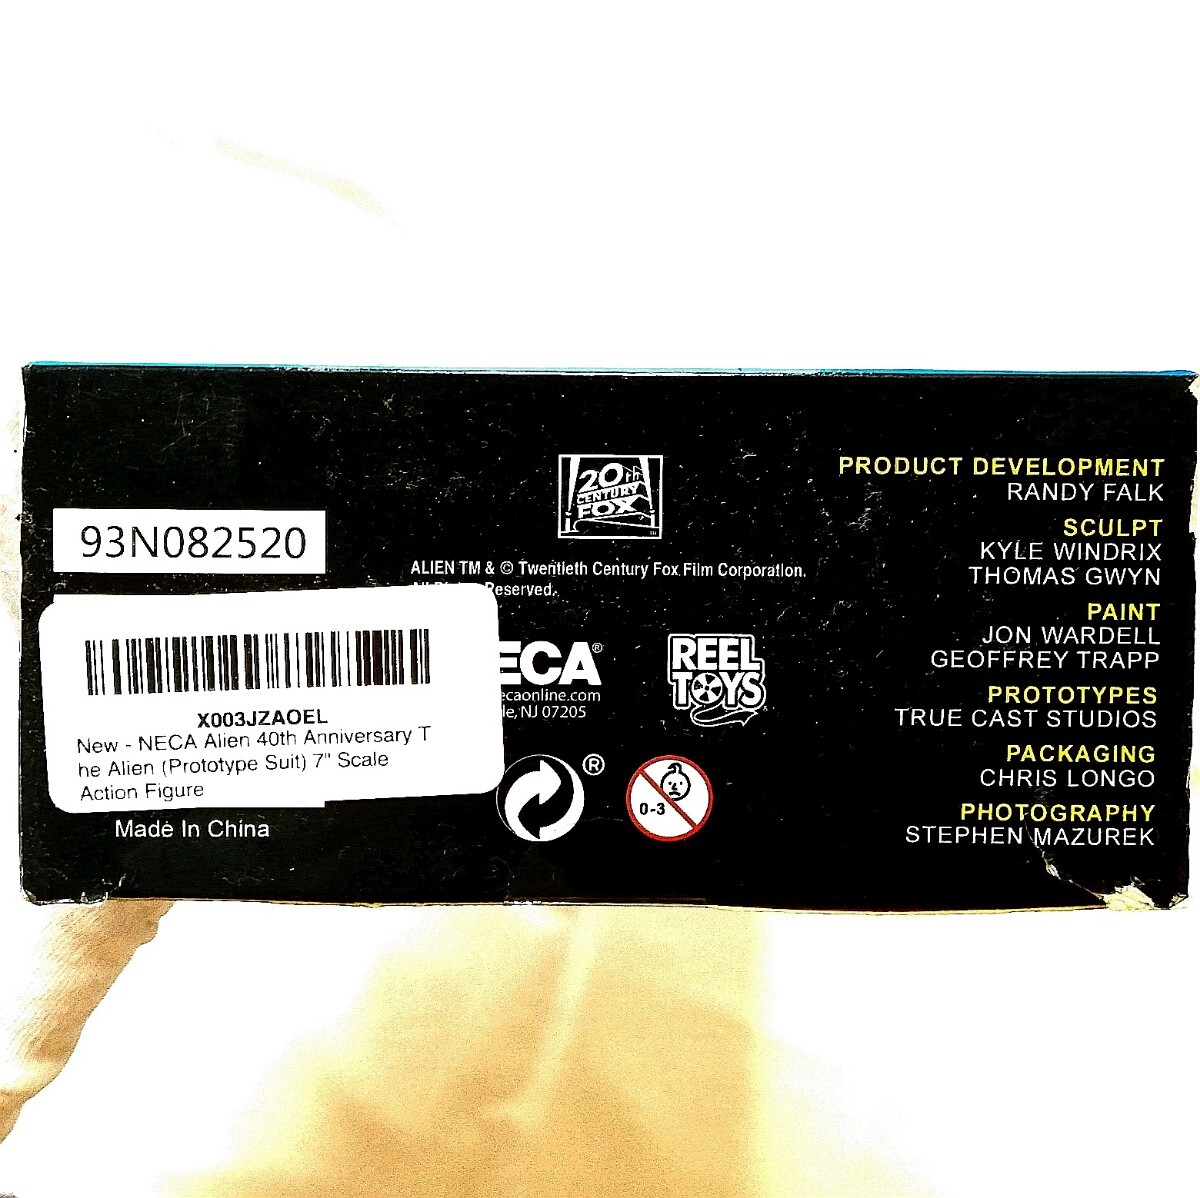 93N082520
X003JZAOEL
New - NECA Alien 40th Anniversary T
he Alien (Prototype Suit) 7" Scale
Action Figure
Made In China
20th
CENTURY
FOX
TM
ALIEN TM & © Twentieth Century Fox Film Corporation.
Reserved.
ECA®
ecaonline.com
le, NJ 07205
REEL
TOYS
®
0-3
PRODUCT DEVELOPMENT
RANDY FALK
SCULPT
KYLE WINDRIX
THOMAS GWYN
PAINT
JON WARDELL
GEOFFREY TRAPP
PROTOTYPES
TRUE CAST STUDIOS
PACKAGING
CHRIS LONGO
PHOTOGRAPHY
STEPHEN MAZUREK